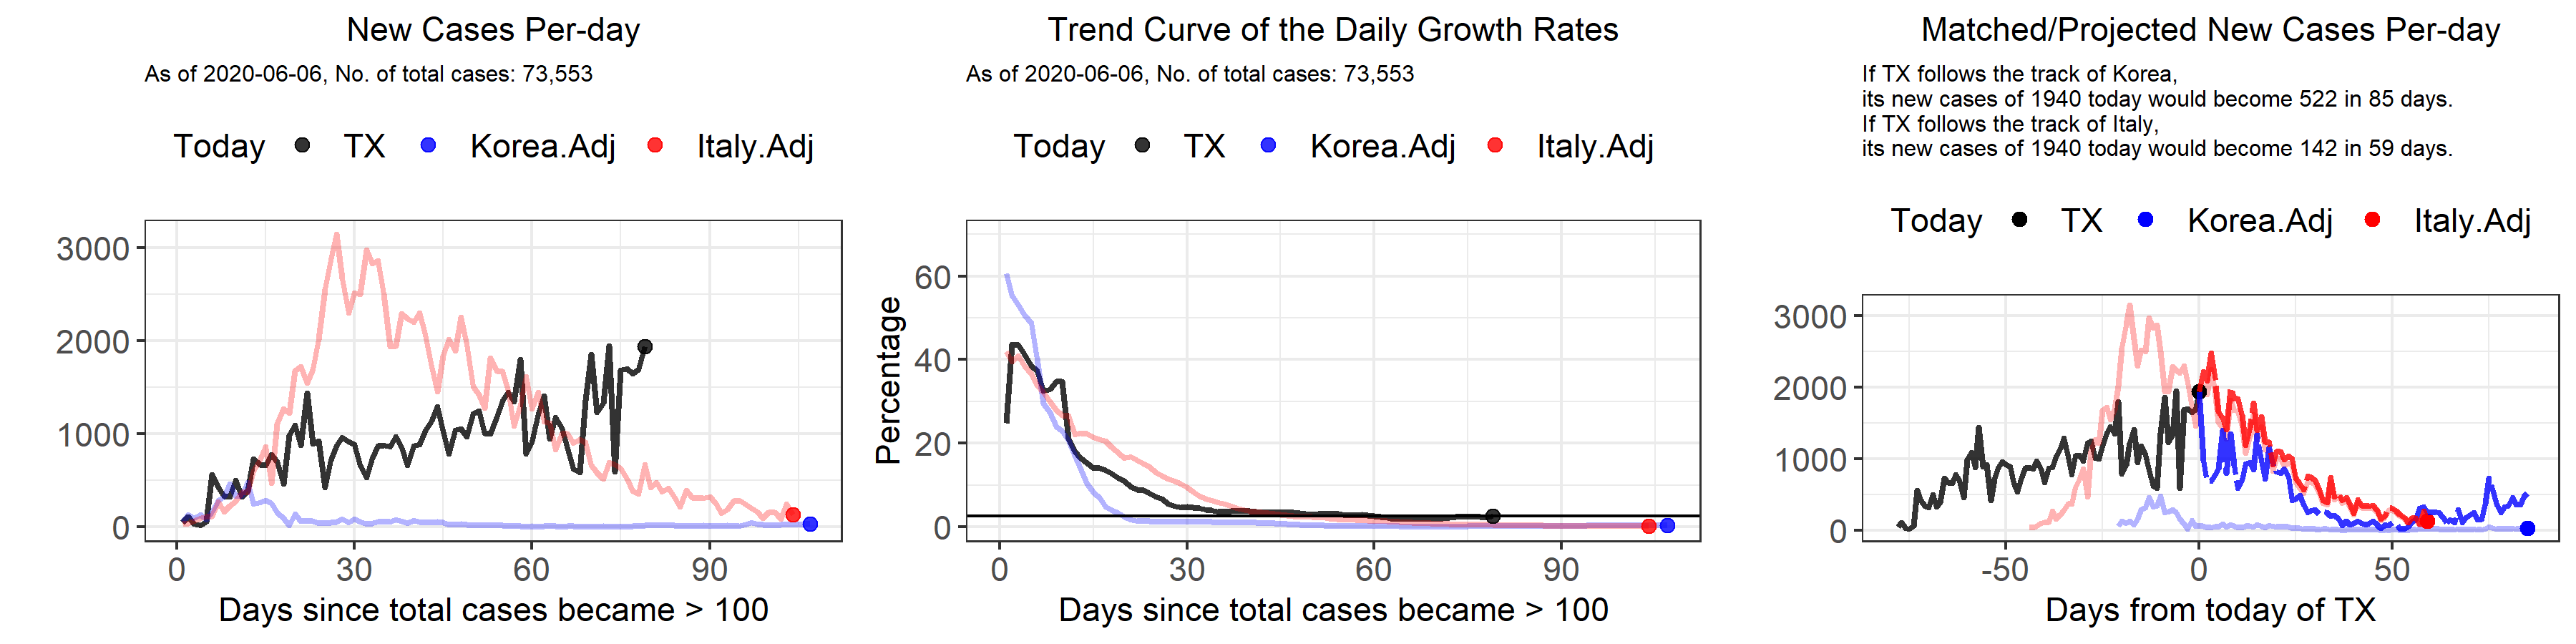 New Cases Per-day
As of 2020-06-06, No. of total cases: 73,553
Today TX Korea.Adj Italy.Adj
3000
2000
1000
0
0 30 60 90
Days since total cases became > 100
Trend Curve of the Daily Growth Rates
As of 2020-06-06, No. of total cases: 73,553
Today TX Korea.Adj Italy.Adj
Percentage
60
40
20
0
0 30 60 90
Days since total cases became > 100
Matched/Projected New Cases Per-day
If TX follows the track of Korea,
its new cases of 1940 today would become 522 in 85 days.
If TX follows the track of Italy,
its new cases of 1940 today would become 142 in 59 days.
Today TX Korea.Adj Italy.Adj
3000
2000
1000
0
-50 0 50
Days from today of TX